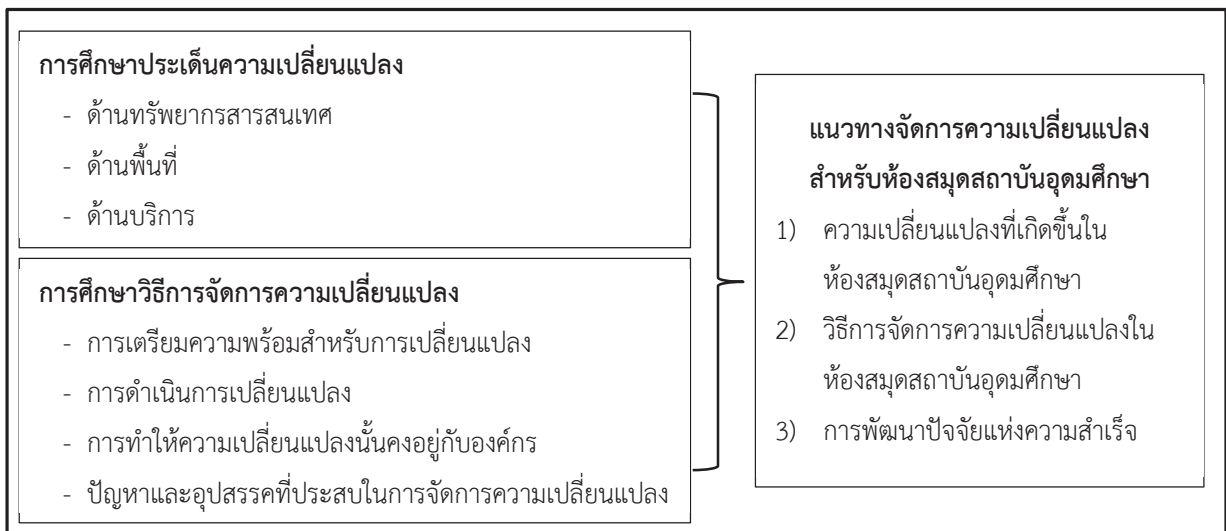 การศึกษาประเด็นความเปลี่ยนแปลง
- ด้านทรัพยากรสารสนเทศ
- ด้านพื้นที่
- ด้านบริการ
การศึกษาวิธีการจัดการความเปลี่ยนแปลง
- การเตรียมความพร้อมสำหรับการเปลี่ยนแปลง
- การดำเนินการเปลี่ยนแปลง
- การทำให้ความเปลี่ยนแปลงนั้นคงอยู่กับองค์กร
- ปัญหาและอุปสรรคที่ประสบในการจัดการความเปลี่ยนแปลง
แนวทางจัดการความเปลี่ยนแปลง
สำหรับห้องสมุดสถาบันอุดมศึกษา
1) ความเปลี่ยนแปลงที่เกิดขึ้นใน
ห้องสมุดสถาบันอุดมศึกษา
2) วิธีการจัดการความเปลี่ยนแปลงใน
ห้องสมุดสถาบันอุดมศึกษา
3) การพัฒนาปัจจัยแห่งความสำเร็จ